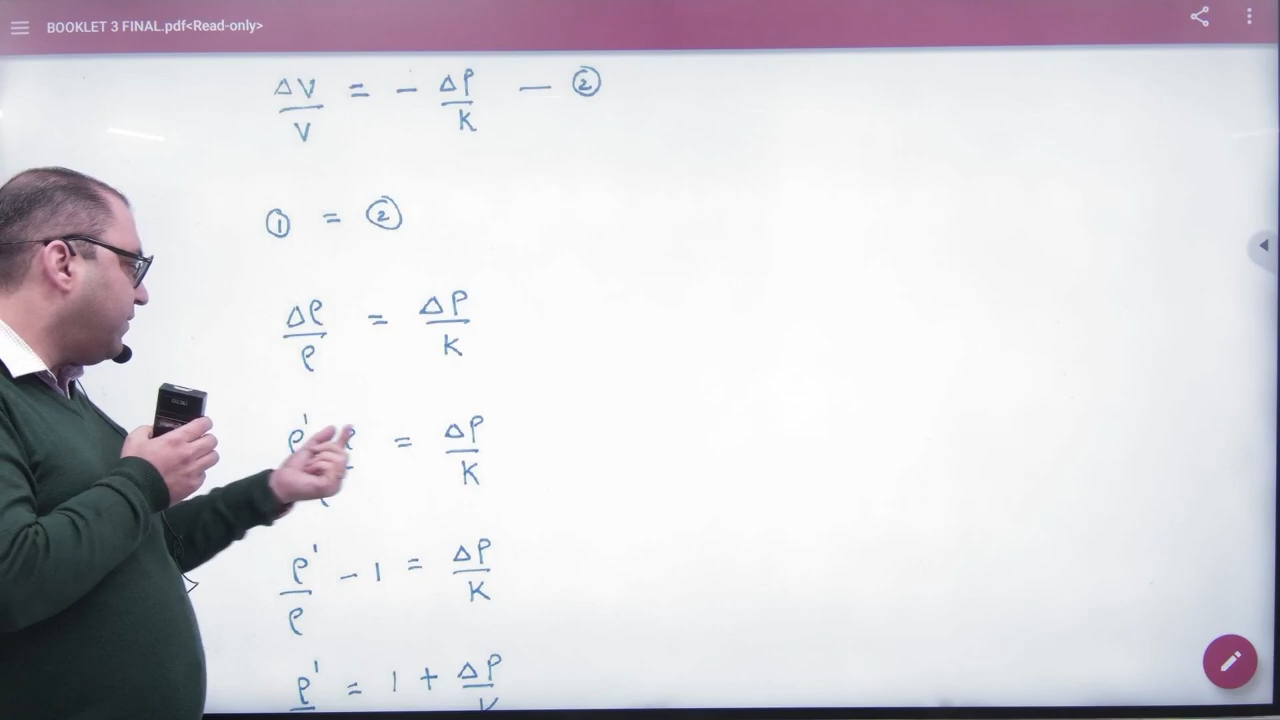 BOOKLET 3 FINAL.pdf<Read-only>
ΔV/V = - ΔP/K — ②
① = ②
Δρ/ρ = ΔP/K
ρ' ρ = ΔP/K
ρ'/ρ - 1 = ΔP/K
ρ' = 1 + ΔP/K